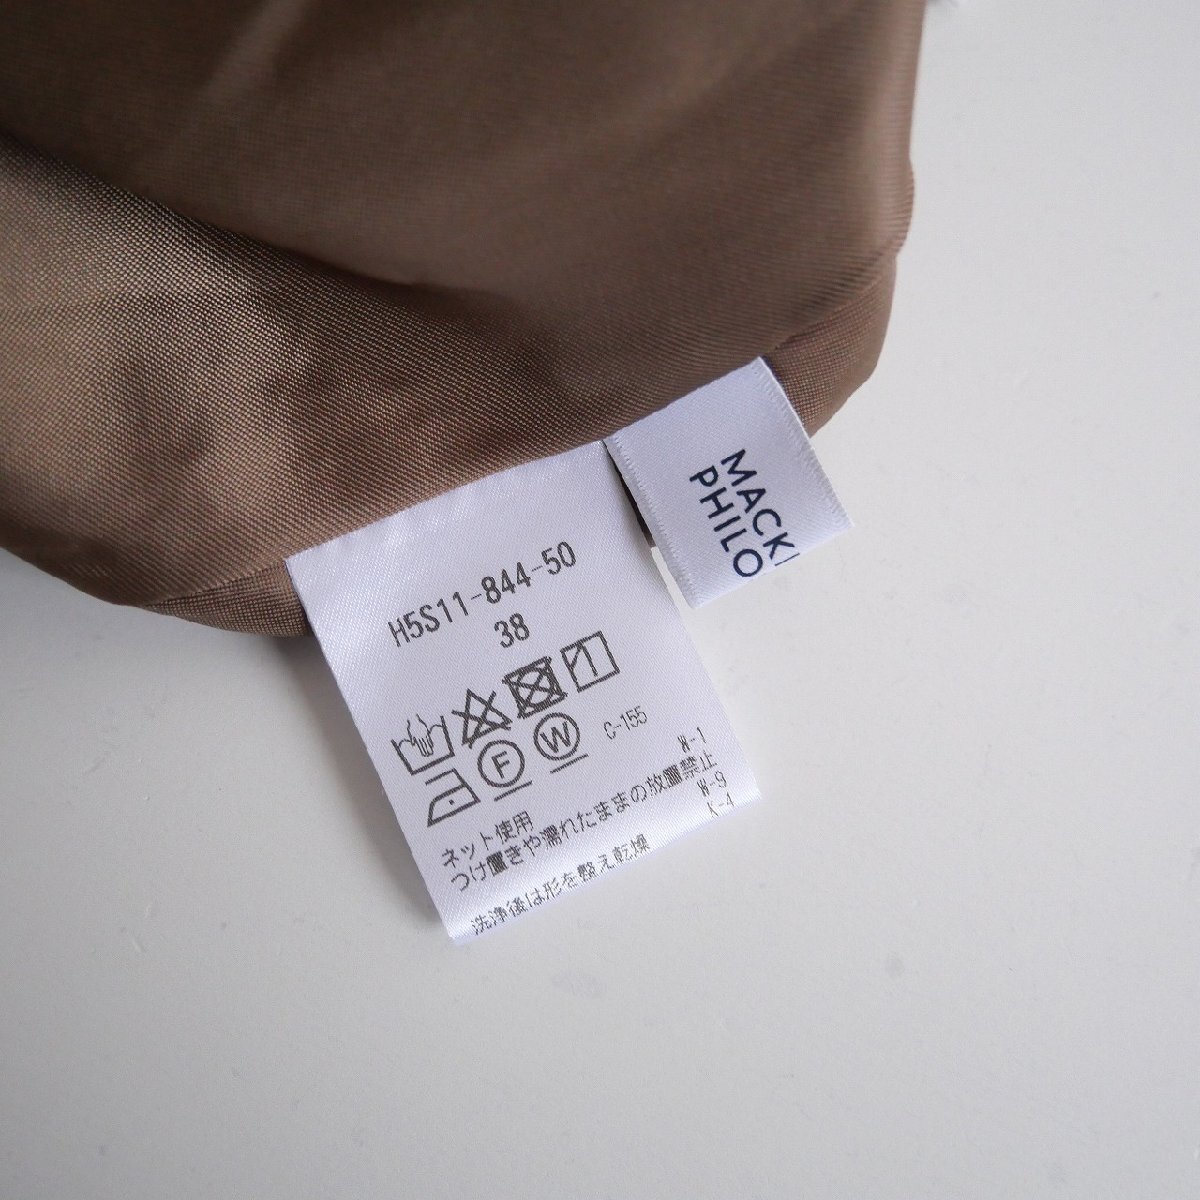 H5S11-844-50
38
F
W
C-155
W-1
ネット使用
つけ置きや濡れたままの放置禁止
W-9
K-4
洗浄後は形を整え乾燥
MACK
PHILO